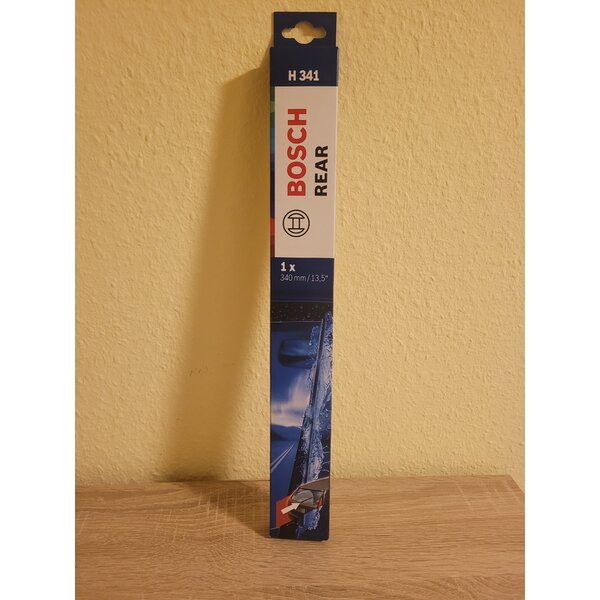 H 341
BOSCH
REAR
1 x
340 mm / 13,5"